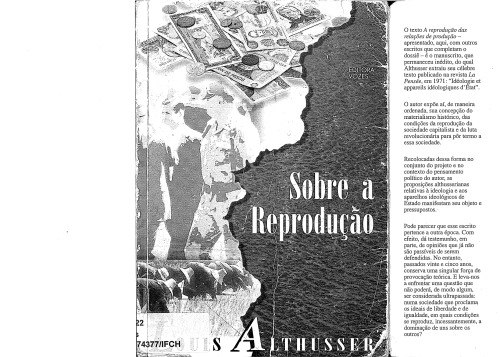 Sobre a
Reprodução
22
74377/IFCH
UIS ALTHUSSER
O texto A reprodução das
relações de produção –
apresentado, aqui, com outros
escritos que completam o
dossiê – é o manuscrito, que
permaneceu inédito, do qual
Althusser extraiu seu célebre
texto publicado na revista La
Pensée, em 1971: "Idéologie et
appareils idéologiques d'État".
O autor expõe aí, de maneira
ordenada, sua concepção do
materialismo histórico, das
condições da reprodução da
sociedade capitalista e da luta
revolucionária para pôr termo a
essa sociedade.
Recolocadas dessa forma no
conjunto do projeto e no
contexto do pensamento
político do autor, as
proposições althusserianas
relativas à ideologia e aos
aparelhos ideológicos de
Estado manifestam seu objeto e
pressupostos.
Pode parecer que esse escrito
pertence a outra época. Com
efeito, dá testemunho, em
parte, de opiniões que já não
são passíveis de serem
defendidas. No entanto,
passados vinte e cinco anos,
conserva uma singular força de
provocação teórica. E leva-nos
a enfrentar uma questão que
não poderá, de modo algum,
ser considerada ultrapassada:
numa sociedade que proclama
os ideais de liberdade e de
igualdade, em quais condições
se reproduz, incessantemente, a
dominação de uns sobre os
outros?